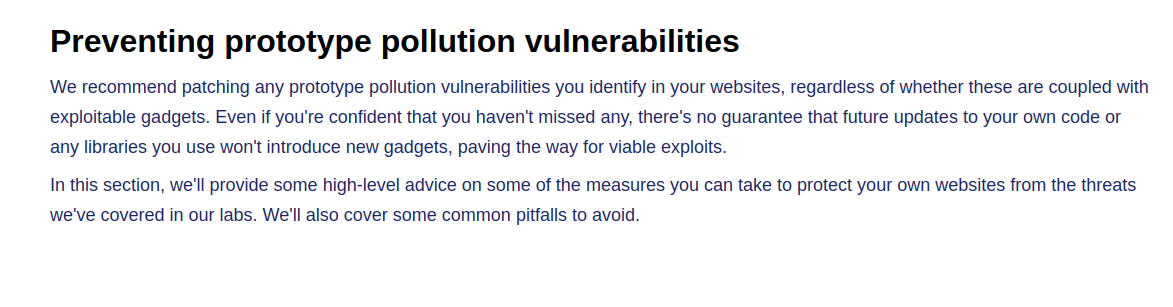 Preventing prototype pollution vulnerabilities
We recommend patching any prototype pollution vulnerabilities you identify in your websites, regardless of whether these are coupled with
exploitable gadgets. Even if you're confident that you haven't missed any, there's no guarantee that future updates to your own code or
any libraries you use won't introduce new gadgets, paving the way for viable exploits.
In this section, we'll provide some high-level advice on some of the measures you can take to protect your own websites from the threats
we've covered in our labs. We'll also cover some common pitfalls to avoid.